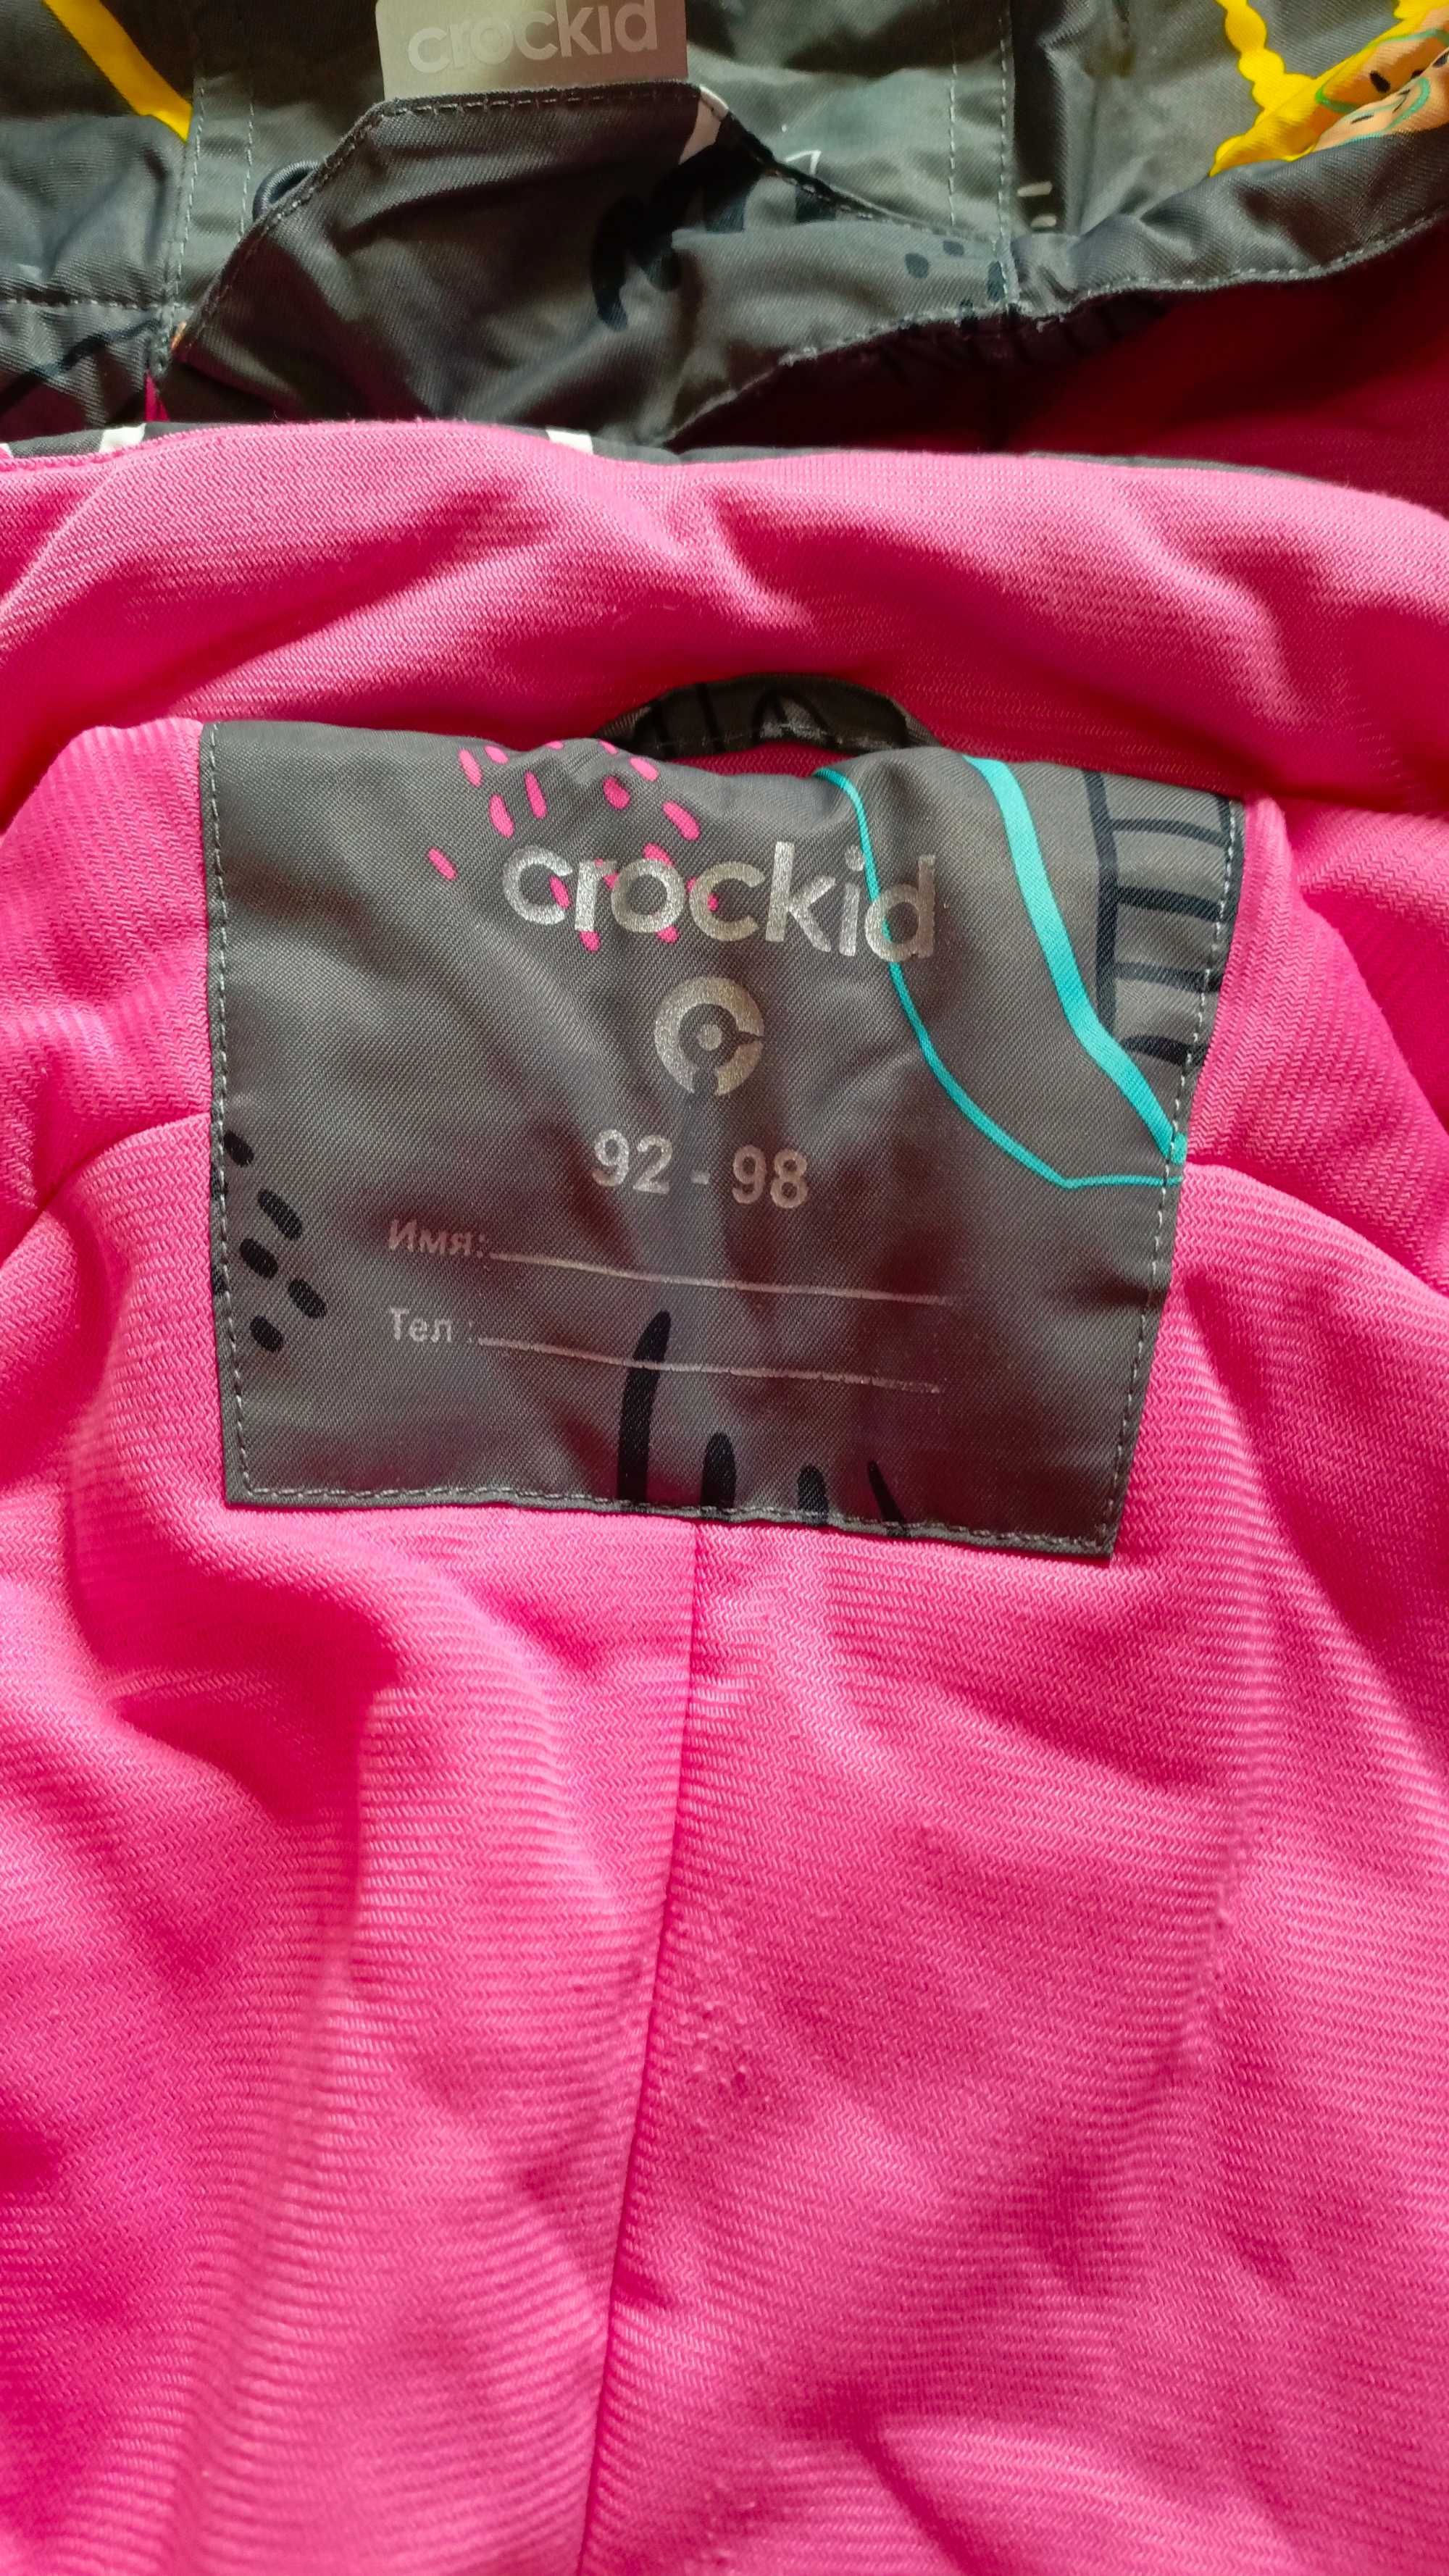 crockid
crockid
92 - 98
Имя:
Тел :